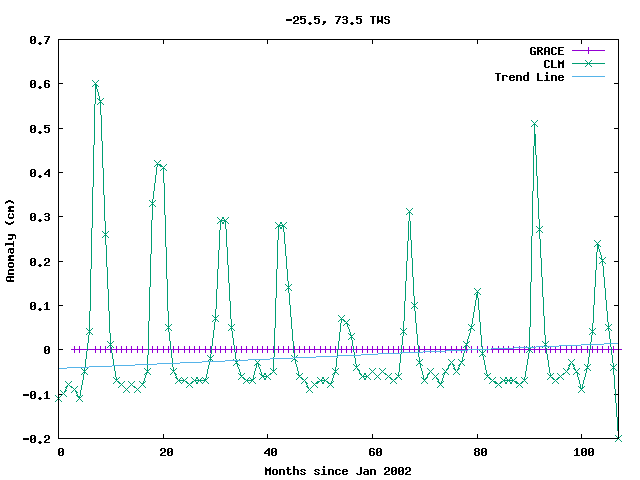 -25.5, 73.5 TWS
GRACE
CLM
Trend Line
0.7
0.6
0.5
0.4
0.3
0.2
0.1
0
-0.1
-0.2
Anomaly (cm)
0 20 40 60 80 100
Months since Jan 2002